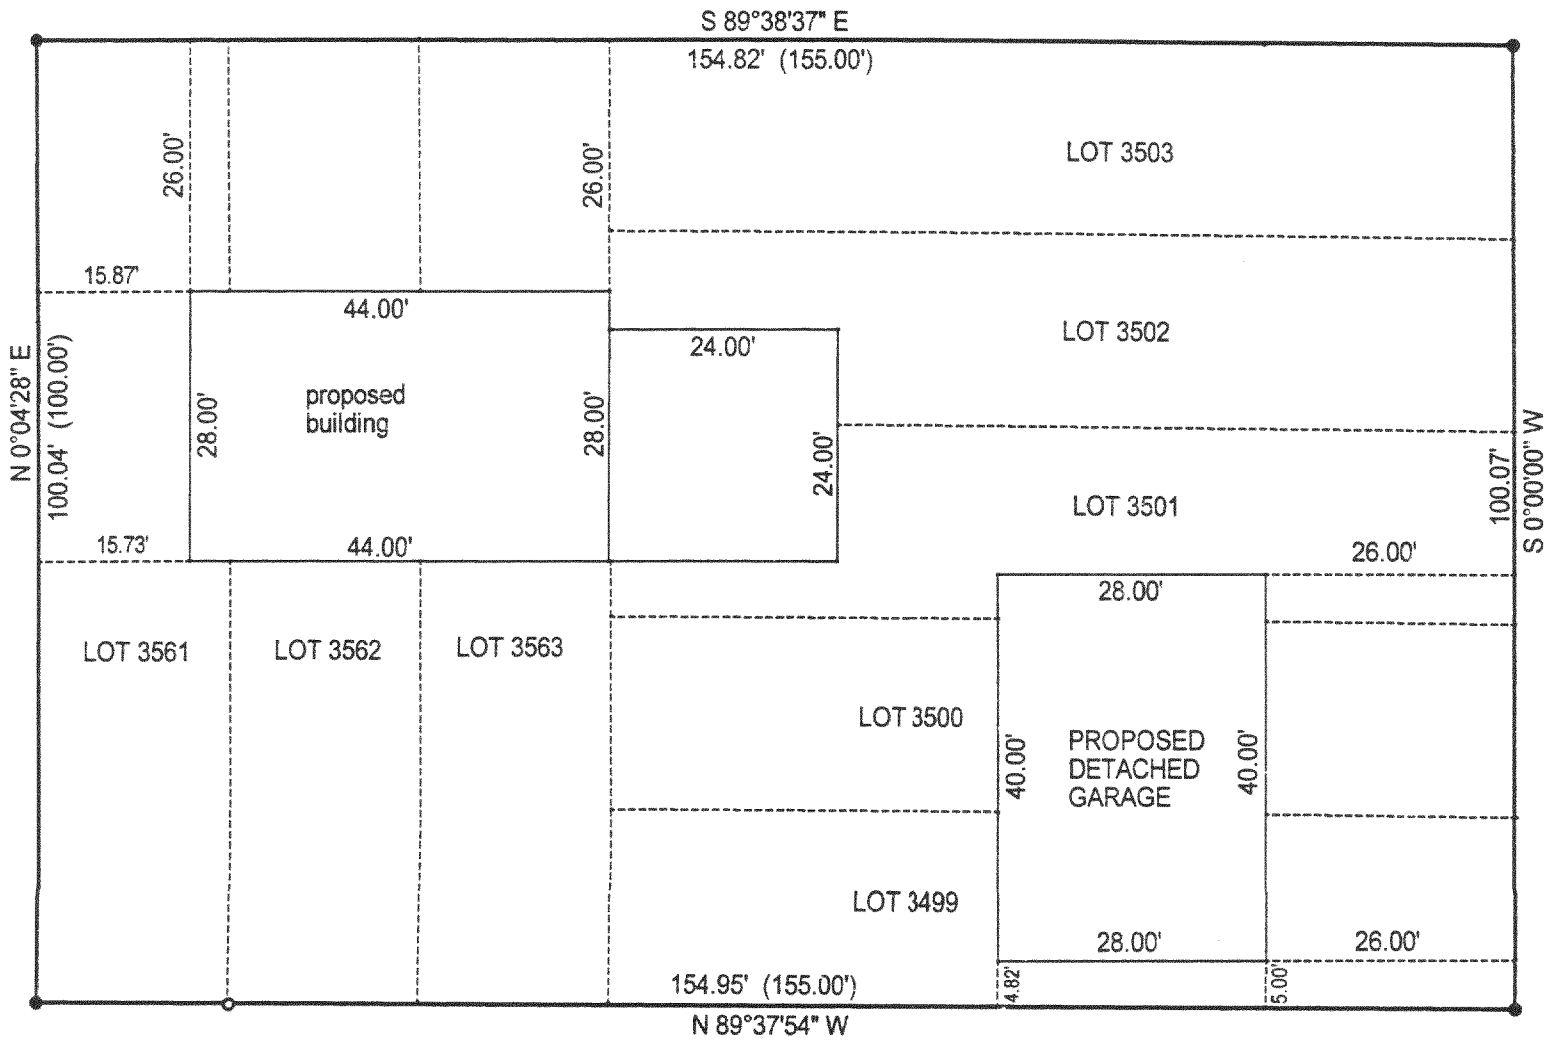 S 89°38'37" E
154.82' (155.00')
26.00'
26.00'
LOT 3503
15.87'
44.00'
24.00'
LOT 3502
N 0°04'28" E
100.04' (100.00')
28.00'
proposed
building
28.00'
24.00'
100.07'
S 0°00'00" W
LOT 3501
15.73'
44.00'
26.00'
28.00'
LOT 3561
LOT 3562
LOT 3563
LOT 3500
40.00'
PROPOSED
DETACHED
GARAGE
40.00'
LOT 3499
28.00'
26.00'
4.82'
5.00'
154.95' (155.00')
N 89°37'54" W